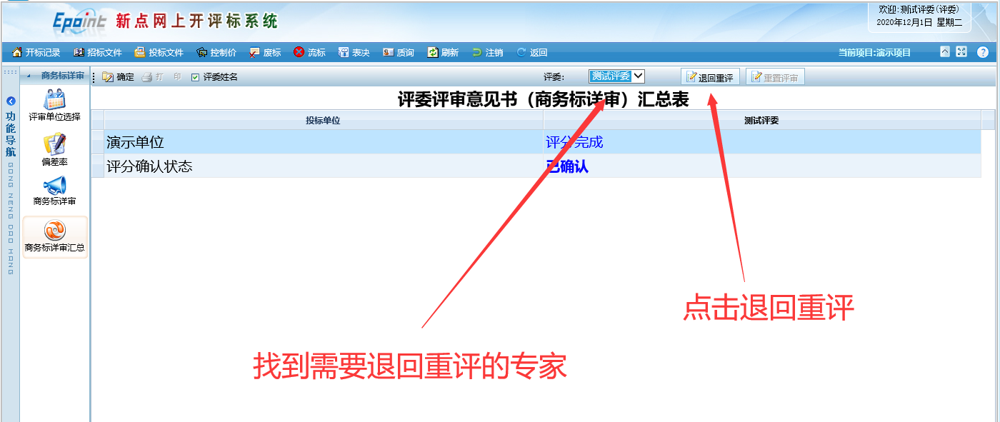 Epoint 新点网上开评标系统
欢迎:测试评委(评委)
2020年12月1日 星期二
开标记录 招标文件 投标文件 控制价 废标 流标 表决 质询 刷新 注销 返回 当前项目:演示项目
商务标详审 确定 打 印 评委姓名 评委: 测试评委 退回重评 重置评审
评委评审意见书（商务标详审）汇总表
投标单位 测试评委
演示单位 评分完成
评分确认状态 已确认
功能导航
GONG NENG DAO HANG
评审单位选择
偏差率
商务标详审
商务标详审汇总
点击退回重评
找到需要退回重评的专家